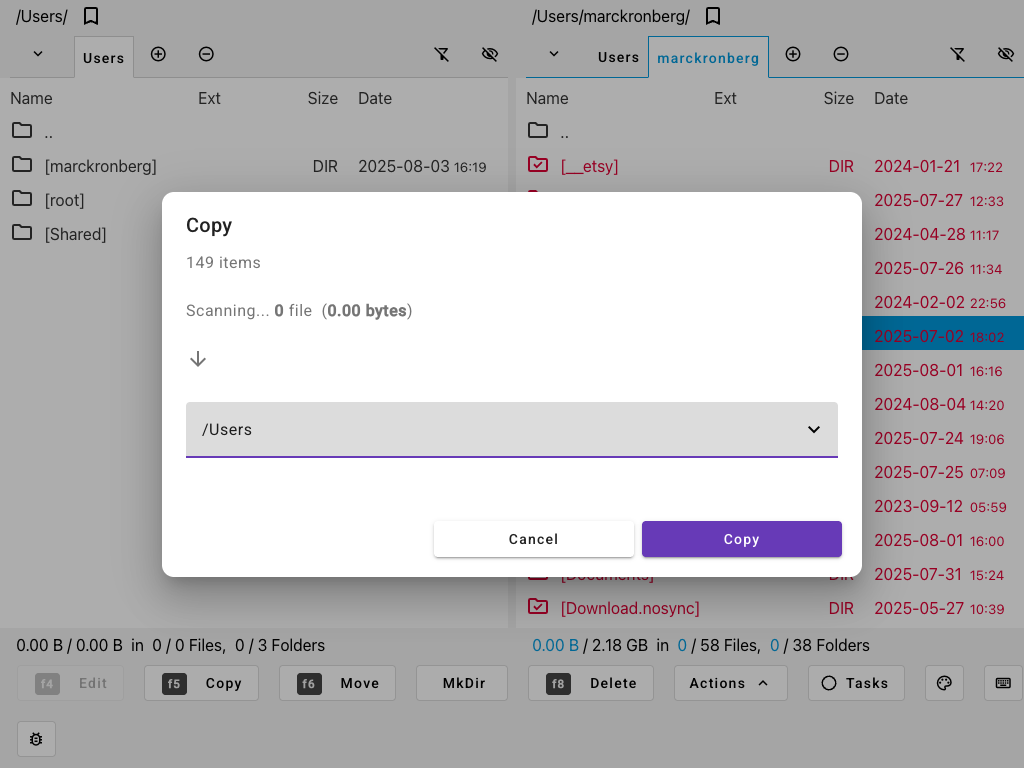 /Users/
/Users/marckronberg/
Users
Users marckronberg
Name Ext Size Date
Name Ext Size Date
..
..
[marckronberg] DIR 2025-08-03 16:19
[__etsy] DIR 2024-01-21 17:22
[root]
2025-07-27 12:33
[Shared]
2024-04-28 11:17
2025-07-26 11:34
2024-02-02 22:56
2025-07-02 18:02
2025-08-01 16:16
2024-08-04 14:20
2025-07-24 19:06
2025-07-25 07:09
2023-09-12 05:59
2025-08-01 16:00
[Documents] DIR 2025-07-31 15:24
[Download.nosync] DIR 2025-05-27 10:39
Copy
149 items
Scanning... 0 file (0.00 bytes)
/Users
Cancel Copy
0.00 B / 0.00 B in 0 / 0 Files, 0 / 3 Folders
0.00 B / 2.18 GB in 0 / 58 Files, 0 / 38 Folders
f4 Edit f5 Copy f6 Move MkDir f8 Delete Actions Tasks